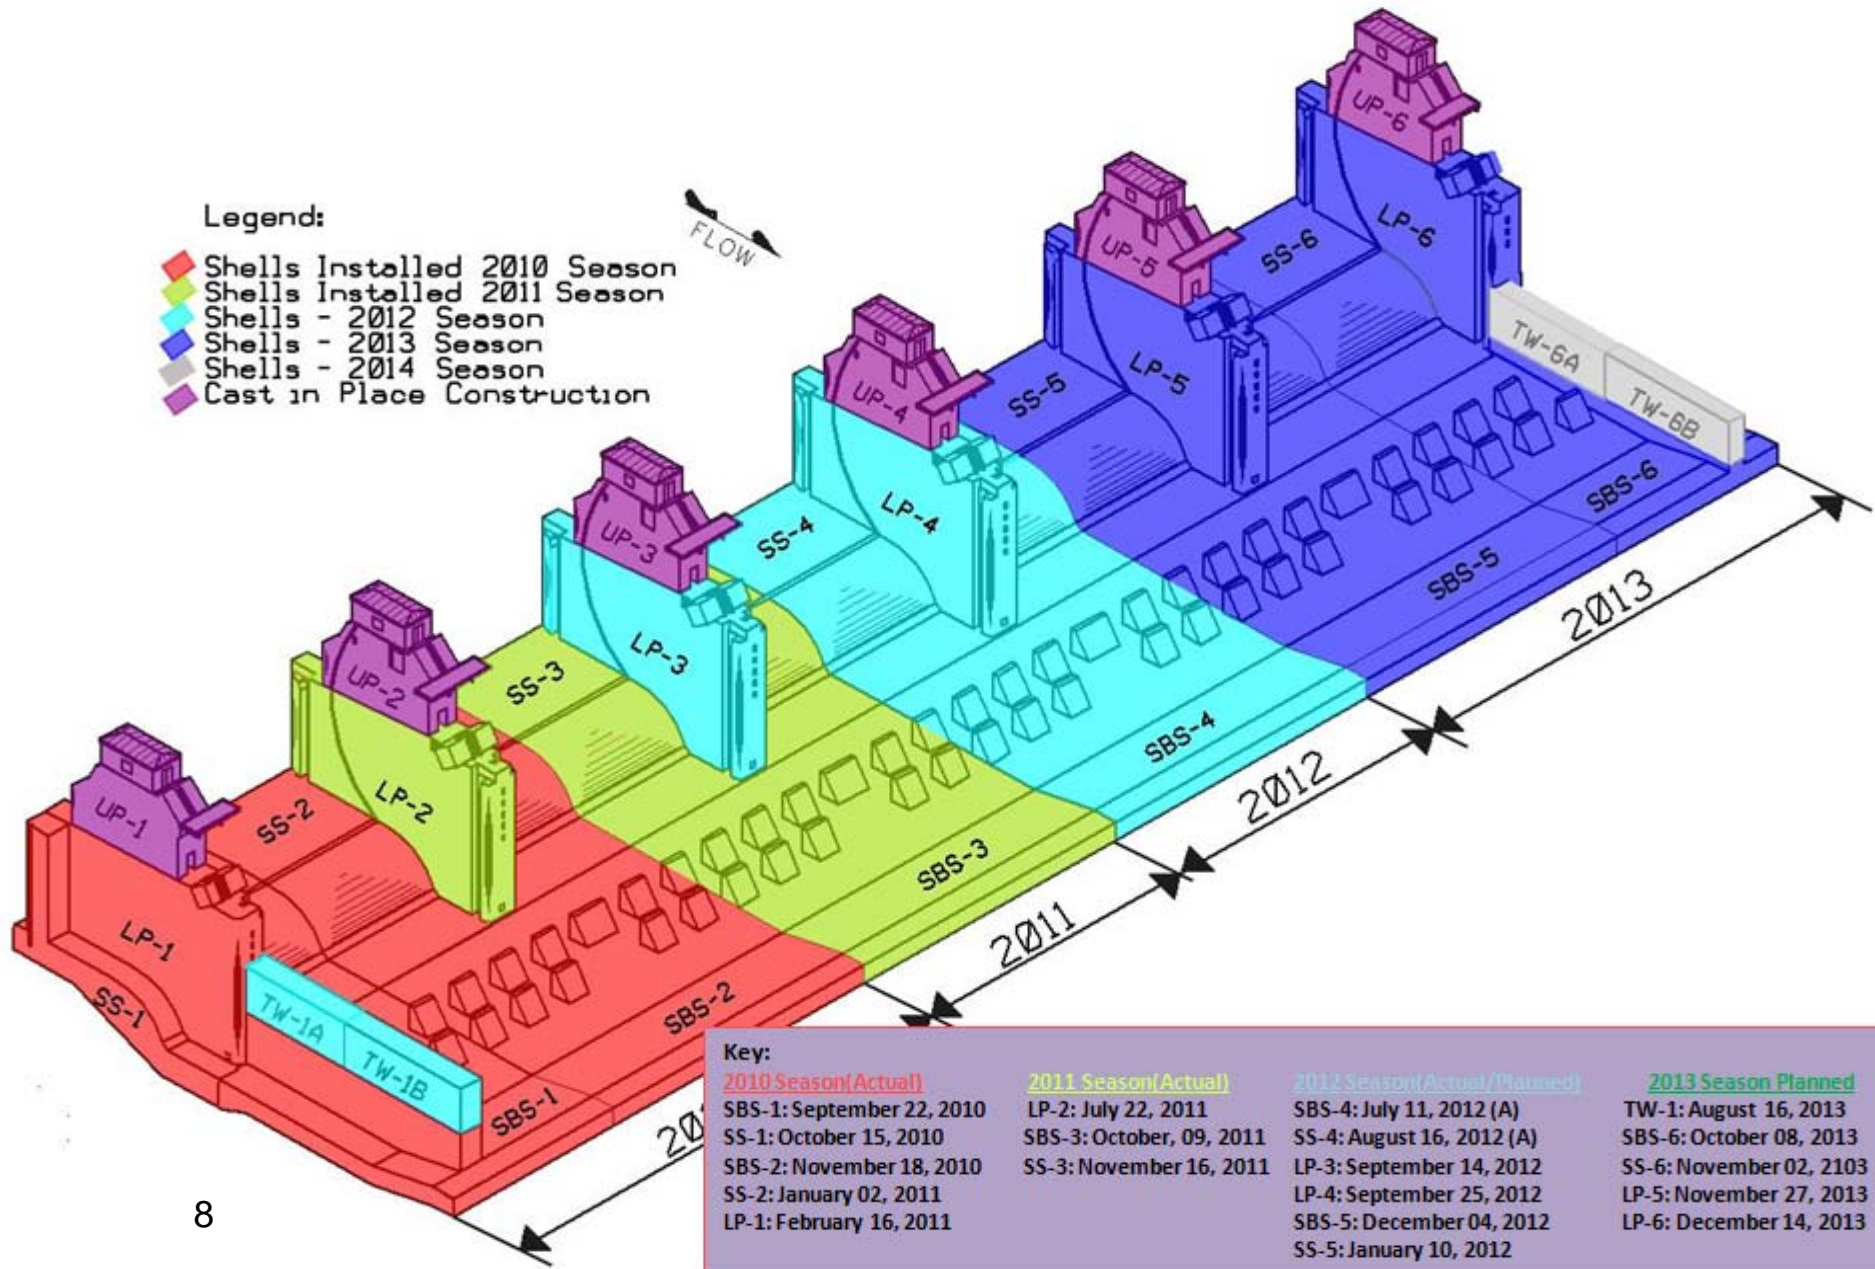 Legend:
Shells Installed 2010 Season
Shells Installed 2011 Season
Shells - 2012 Season
Shells - 2013 Season
Shells - 2014 Season
Cast in Place Construction
FLOW
UP-6
LP-6
SS-6
UP-5
LP-5
SS-5
UP-4
LP-4
SS-4
UP-3
LP-3
SS-3
UP-2
LP-2
SS-2
UP-1
LP-1
SS-1
TW-6A
TW-6B
SBS-6
SBS-5
SBS-4
SBS-3
SBS-2
SBS-1
TW-1A
TW-1B
2013
2012
2011
8
Key:
2010 Season(Actual)
SBS-1: September 22, 2010
SS-1: October 15, 2010
SBS-2: November 18, 2010
SS-2: January 02, 2011
LP-1: February 16, 2011
2011 Season(Actual)
LP-2: July 22, 2011
SBS-3: October, 09, 2011
SS-3: November 16, 2011
2012 Season(Actual/Planned)
SBS-4: July 11, 2012 (A)
SS-4: August 16, 2012 (A)
LP-3: September 14, 2012
LP-4: September 25, 2012
SBS-5: December 04, 2012
SS-5: January 10, 2012
2013 Season Planned
TW-1: August 16, 2013
SBS-6: October 08, 2013
SS-6: November 02, 2103
LP-5: November 27, 2013
LP-6: December 14, 2013